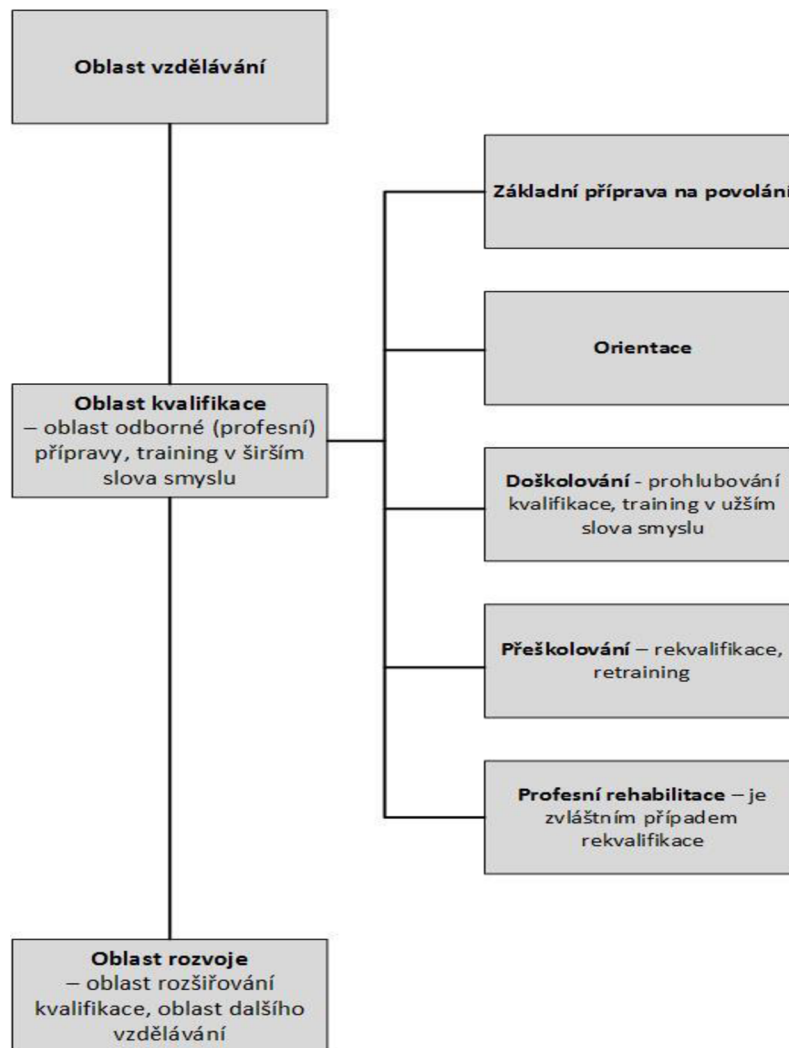 Oblast vzdělávání
Základní příprava na povolání
Orientace
Oblast kvalifikace
– oblast odborné (profesní)
přípravy, training v širším
slova smyslu
Doškolování - prohlubování
kvalifikace, training v užším
slova smyslu
Přeškolování – rekvalifikace,
retraining
Profesní rehabilitace – je
zvláštním případem
rekvalifikace
Oblast rozvoje
– oblast rozšiřování
kvalifikace, oblast dalšího
vzdělávání